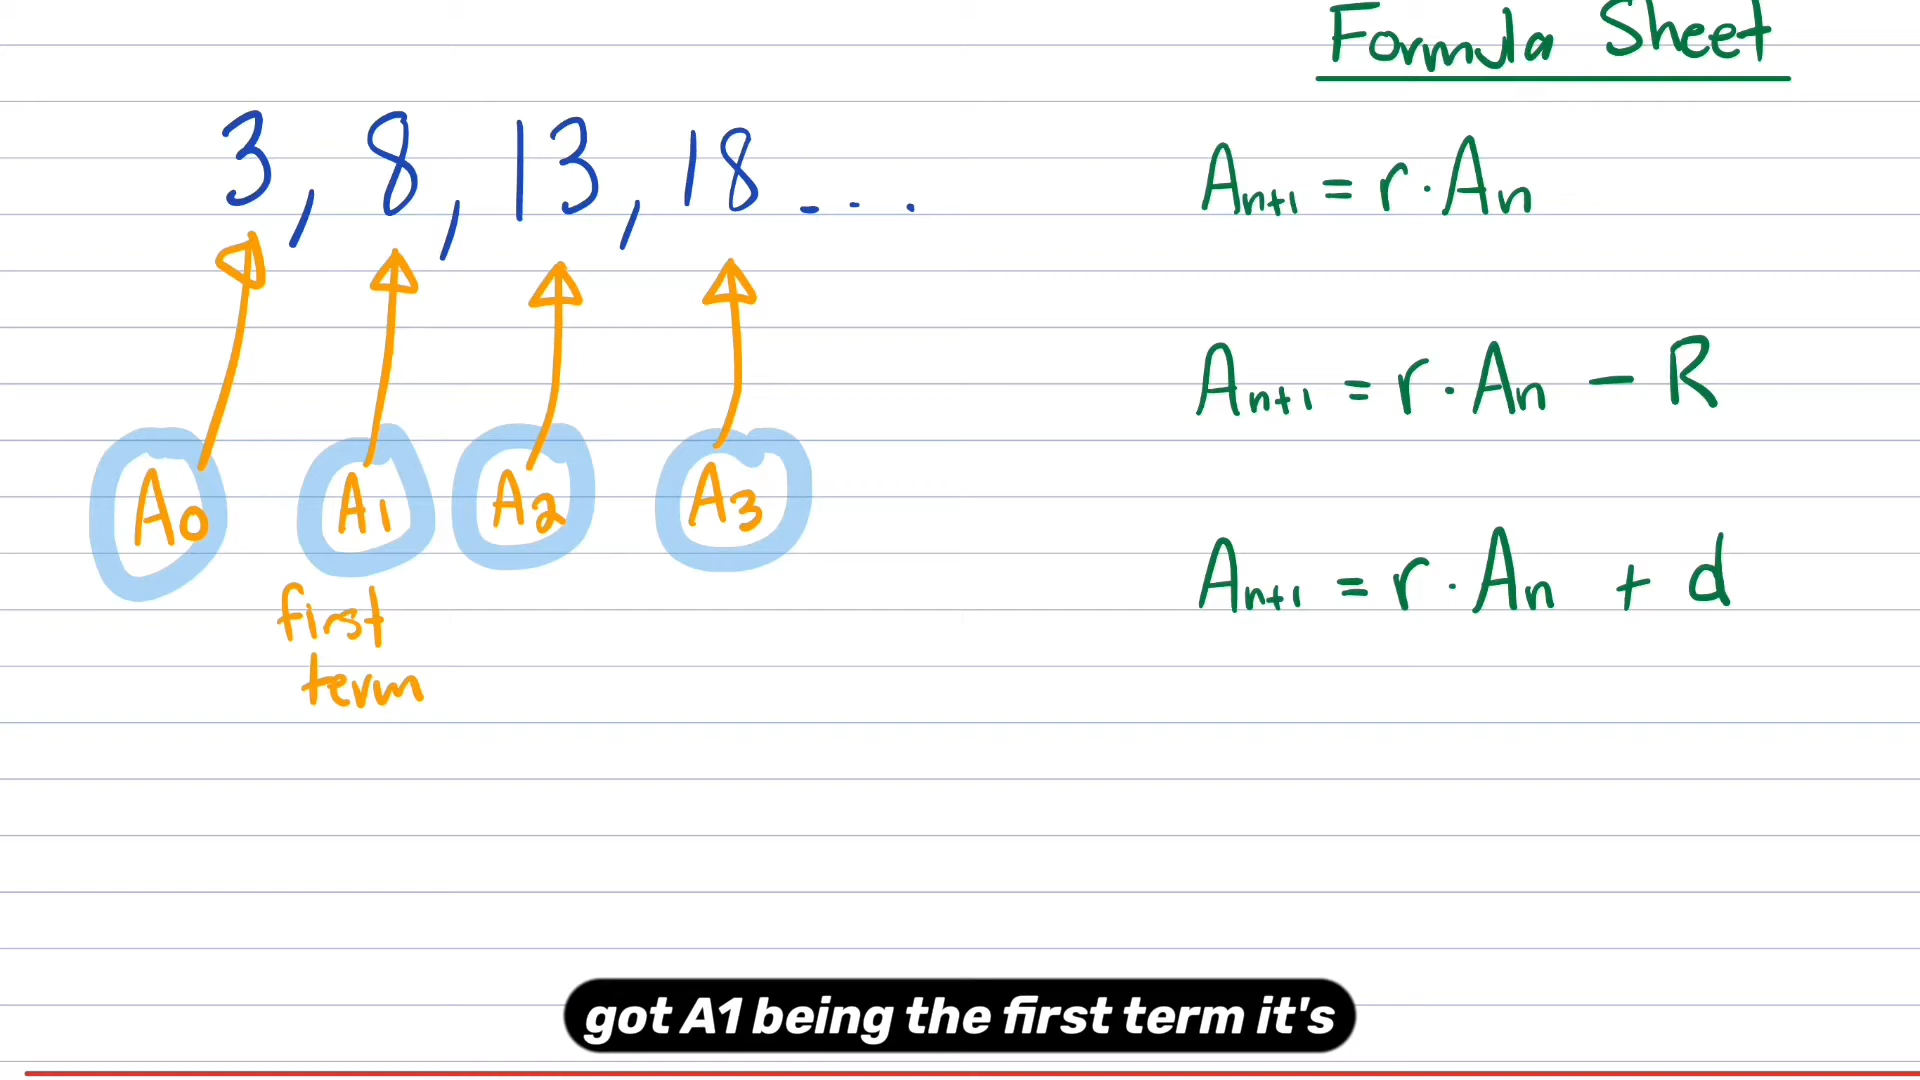 Formula Sheet
3, 8, 13, 18 ...
A₀ A₁ A₂ A₃
first
term
Aₙ₊₁ = r · Aₙ
Aₙ₊₁ = r · Aₙ − R
Aₙ₊₁ = r · Aₙ + d
got A1 being the first term it's